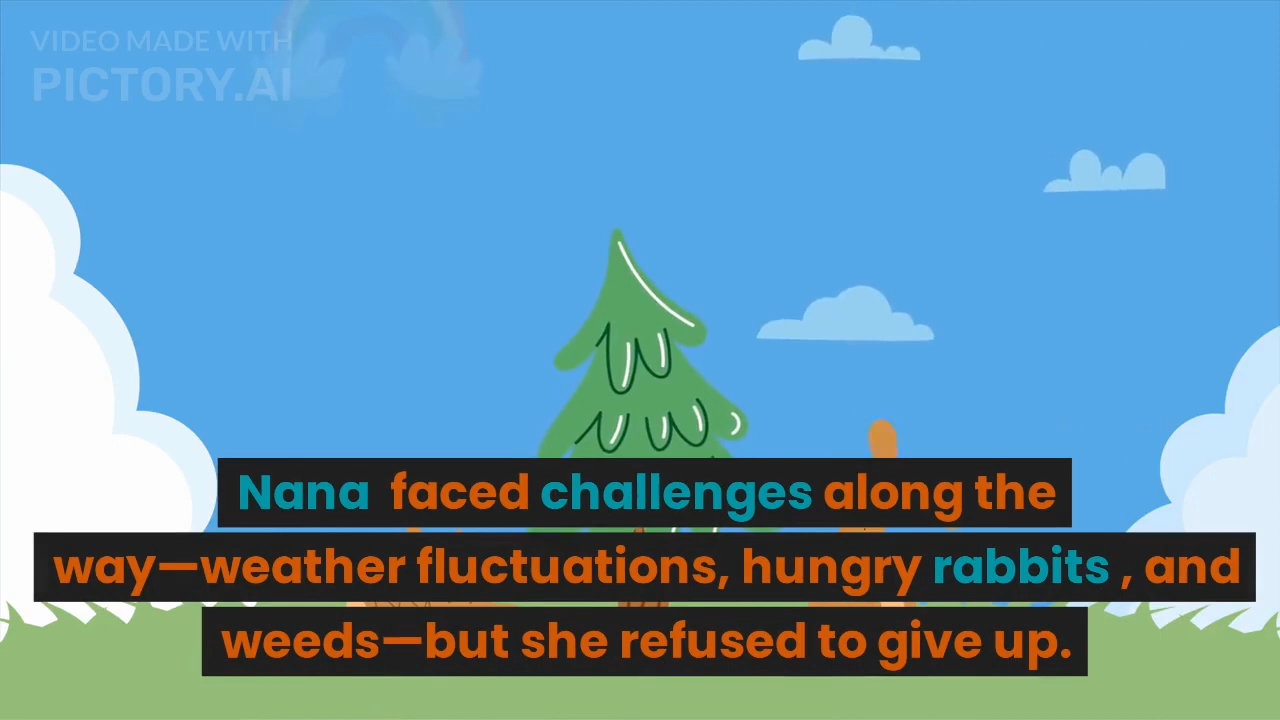 VIDEO MADE WITH
PICTORY.AI
Nana faced challenges along the
way—weather fluctuations, hungry rabbits , and
weeds—but she refused to give up.